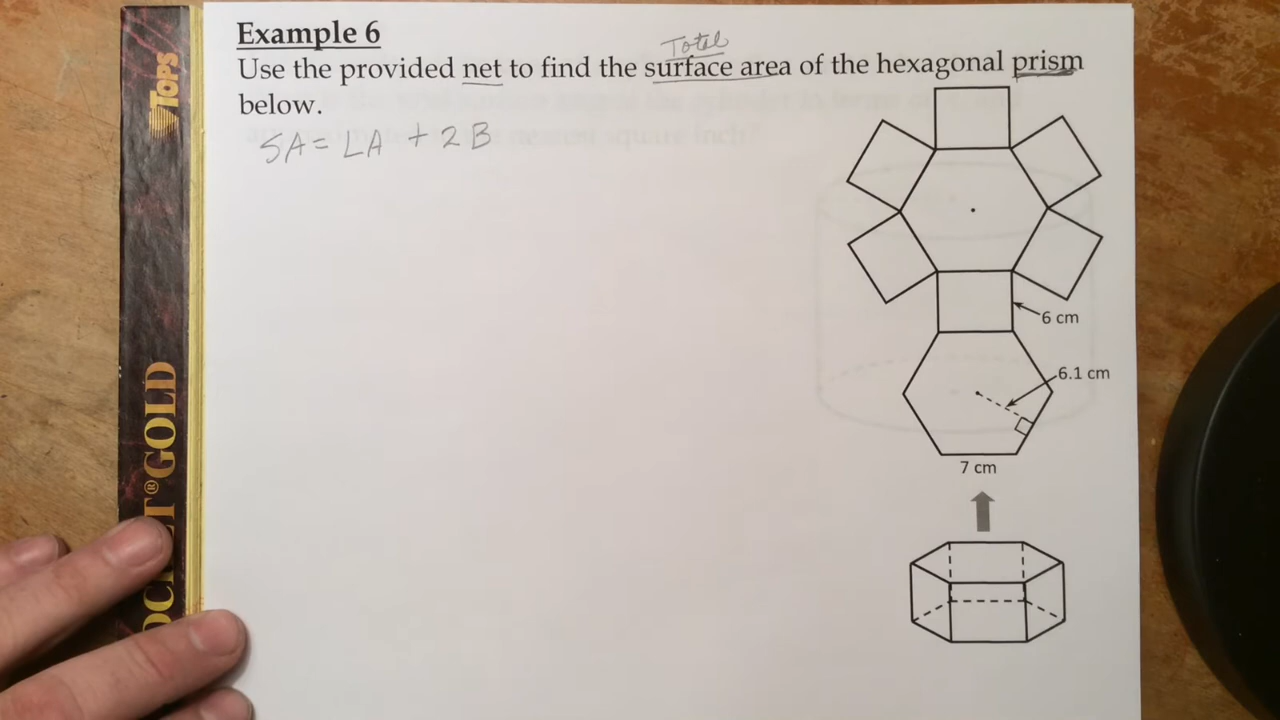 Example 6
Total
Use the provided net to find the surface area of the hexagonal prism
below.
SA = LA + 2B
6 cm
6.1 cm
7 cm
TOPS
GOLD